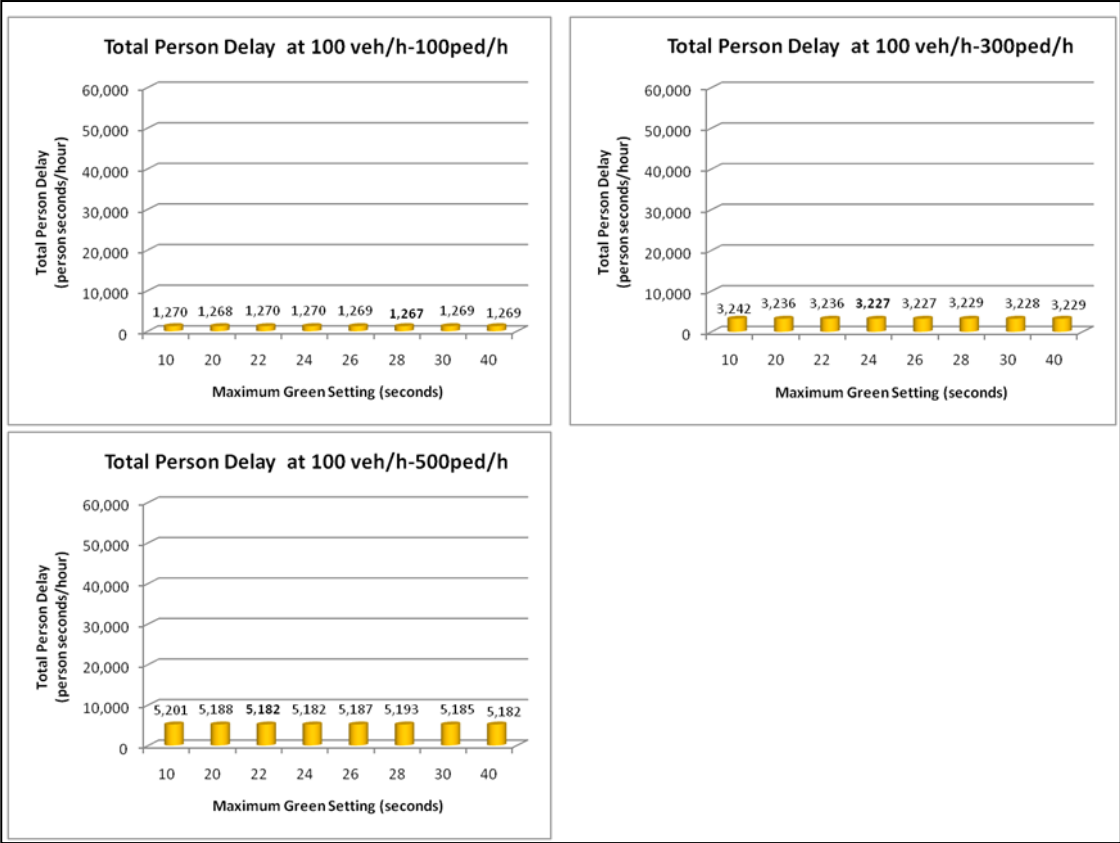 Total Person Delay at 100 veh/h-100ped/h
60,000
50,000
40,000
30,000
20,000
10,000
0
Total Person Delay
(person seconds/hour)
1,270 1,268 1,270 1,270 1,269 1,267 1,269 1,269
10 20 22 24 26 28 30 40
Maximum Green Setting (seconds)
Total Person Delay at 100 veh/h-300ped/h
60,000
50,000
40,000
30,000
20,000
10,000
0
Total Person Delay
(person seconds/hour)
3,242 3,236 3,236 3,227 3,227 3,229 3,228 3,229
10 20 22 24 26 28 30 40
Maximum Green Setting (seconds)
Total Person Delay at 100 veh/h-500ped/h
60,000
50,000
40,000
30,000
20,000
10,000
0
Total Person Delay
(person seconds/hour)
5,201 5,188 5,182 5,182 5,187 5,193 5,185 5,182
10 20 22 24 26 28 30 40
Maximum Green Setting (seconds)